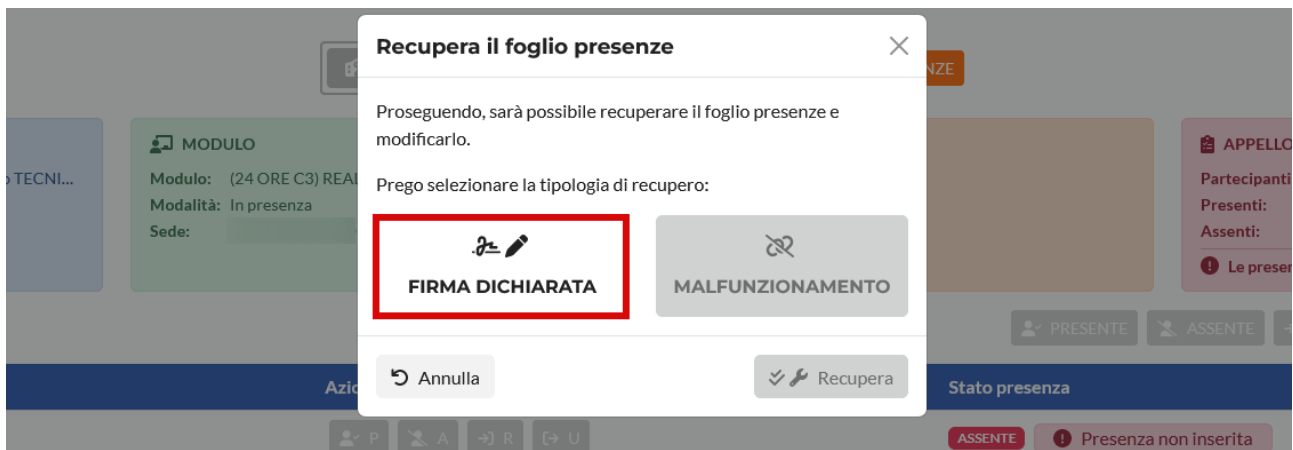 Recupera il foglio presenze
NZE
Proseguendo, sarà possibile recuperare il foglio presenze e
modificarlo.
Prego selezionare la tipologia di recupero:
FIRMA DICHIARATA
MALFUNZIONAMENTO
Annulla
Recupera
TECNI...
MODULO
Modulo: (24 ORE C3) REAL
Modalità: In presenza
Sede:
APPELLO
Partecipanti
Presenti:
Assenti:
Le presen
PRESENTE
ASSENTE
Azio
Stato presenza
P
A
R
U
ASSENTE
Presenza non inserita